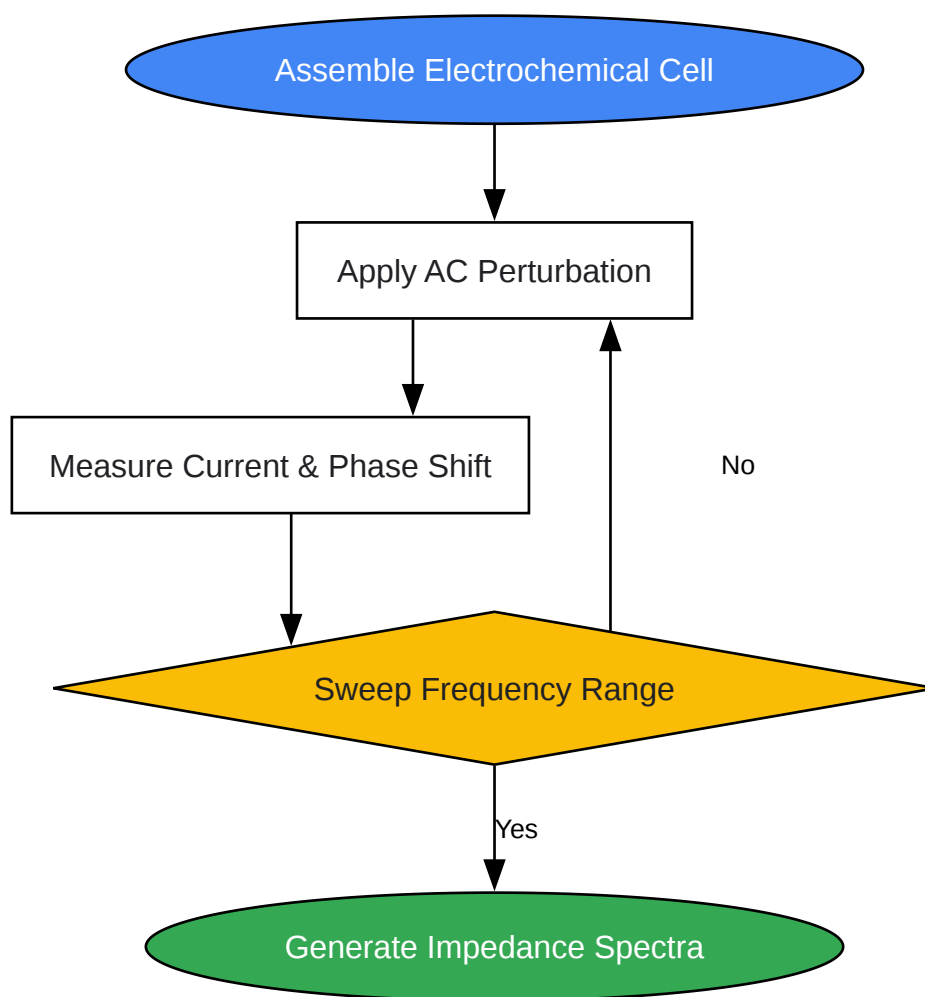 Assemble Electrochemical Cell
Apply AC Perturbation
Measure Current & Phase Shift
No
Sweep Frequency Range
Yes
Generate Impedance Spectra